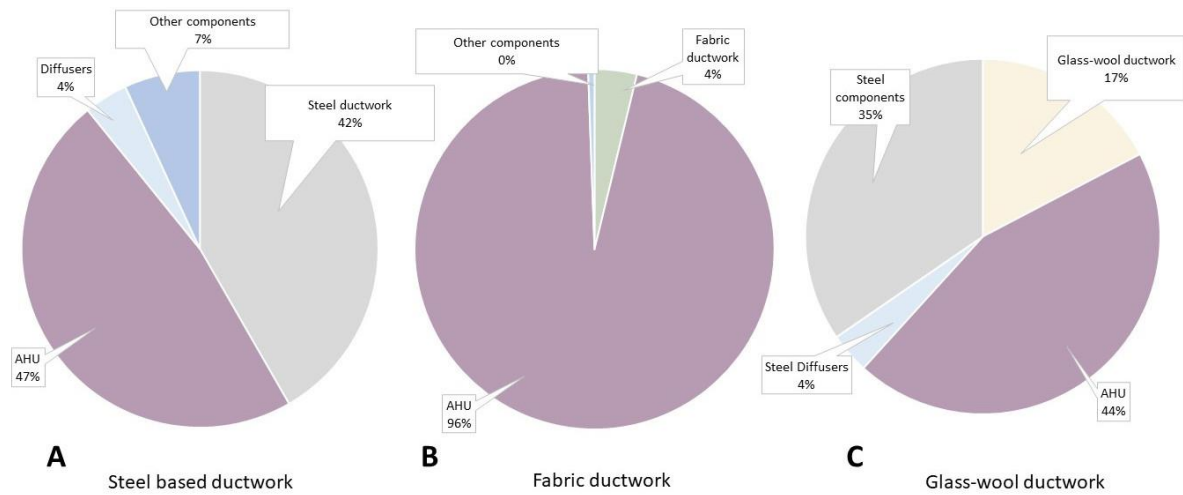 Other components
7%
Diffusers
4%
Steel ductwork
42%
AHU
47%
A
Steel based ductwork
Other components
0%
Fabric
ductwork
4%
AHU
96%
B
Fabric ductwork
Glass-wool ductwork
17%
Steel
components
35%
Steel Diffusers
4%
AHU
44%
C
Glass-wool ductwork